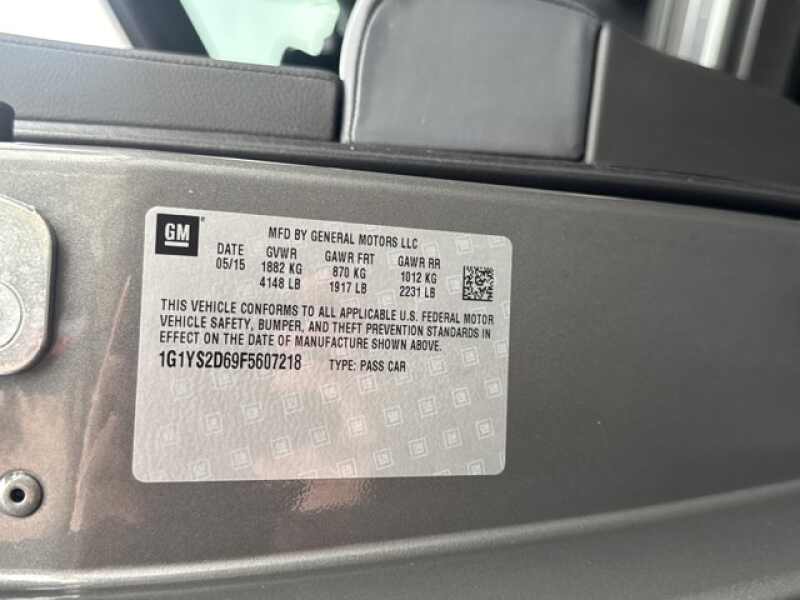 GM
MFD BY GENERAL MOTORS LLC
DATE GVWR GAWR FRT GAWR RR
05/15 1882 KG 870 KG 1012 KG
4148 LB 1917 LB 2231 LB
THIS VEHICLE CONFORMS TO ALL APPLICABLE U.S. FEDERAL MOTOR
VEHICLE SAFETY, BUMPER, AND THEFT PREVENTION STANDARDS IN
EFFECT ON THE DATE OF MANUFACTURE SHOWN ABOVE.
1G1YS2D69F5607218 TYPE: PASS CAR